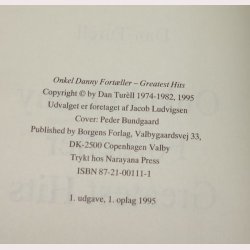 Onkel Danny Fortæller – Greatest Hits
Copyright © by Dan Turèll 1974-1982, 1995
Udvalget er foretaget af Jacob Ludvigsen
Cover: Peder Bundgaard
Published by Borgens Forlag, Valbygaardsvej 33,
DK-2500 Copenhagen Valby
Trykt hos Narayana Press
ISBN 87-21-00111-1
1. udgave, 1. oplag 1995